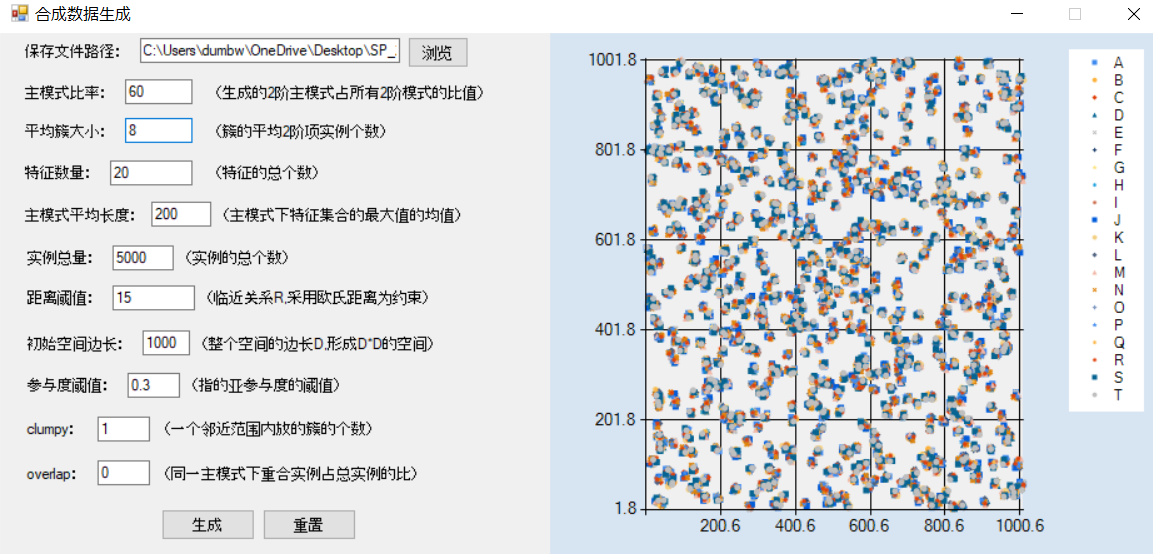 合成数据生成
保存文件路径： C:\Users\dumbw\OneDrive\Desktop\SP_ 浏览
主模式比率： 60 （生成的2阶主模式占所有2阶模式的比值）
平均簇大小： 8 （簇的平均2阶项实例个数）
特征数量： 20 （特征的总个数）
主模式平均长度： 200 （主模式下特征集合的最大值的均值）
实例总量： 5000 （实例的总个数）
距离阈值： 15 （临近关系R,采用欧氏距离为约束）
初始空间边长： 1000 （整个空间的边长D,形成D*D的空间）
参与度阈值： 0.3 （指的亚参与度的阈值）
clumpy： 1 （一个邻近范围内放的簇的个数）
overlap： 0 （同一主模式下重合实例占总实例的比）
生成 重置
1001.8
801.8
601.8
401.8
201.8
1.8
200.6 400.6 600.6 800.6 1000.6
A
B
C
D
E
F
G
H
I
J
K
L
M
N
O
P
Q
R
S
T